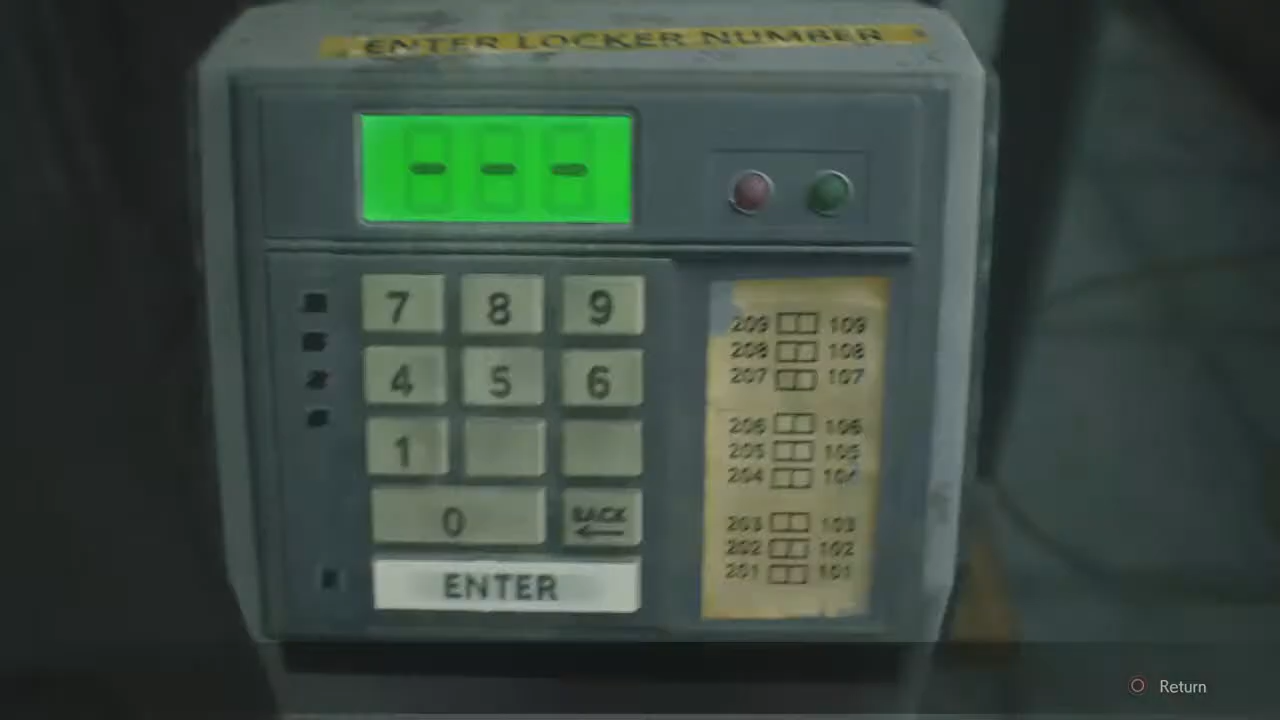 ENTER LOCKER NUMBER
- - -
7 8 9
4 5 6
1
0 BACK
ENTER
209 109
208 108
207 107
206 106
205 105
204 104
203 103
202 102
201 101
Return